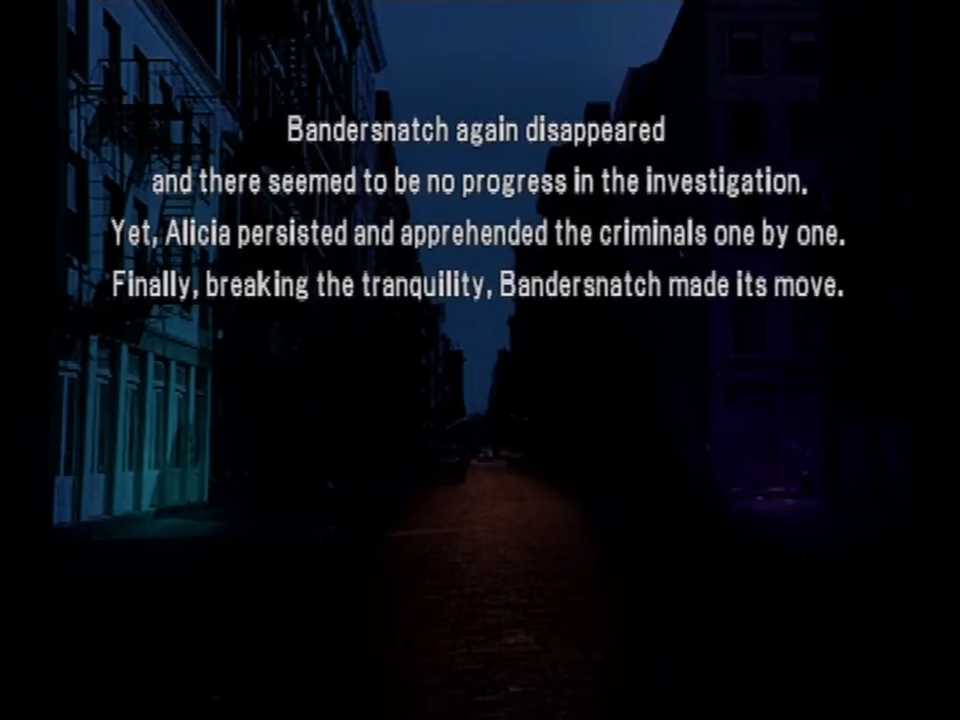 Bandersnatch again disappeared
and there seemed to be no progress in the investigation.
Yet, Alicia persisted and apprehended the criminals one by one.
Finally, breaking the tranquility, Bandersnatch made its move.